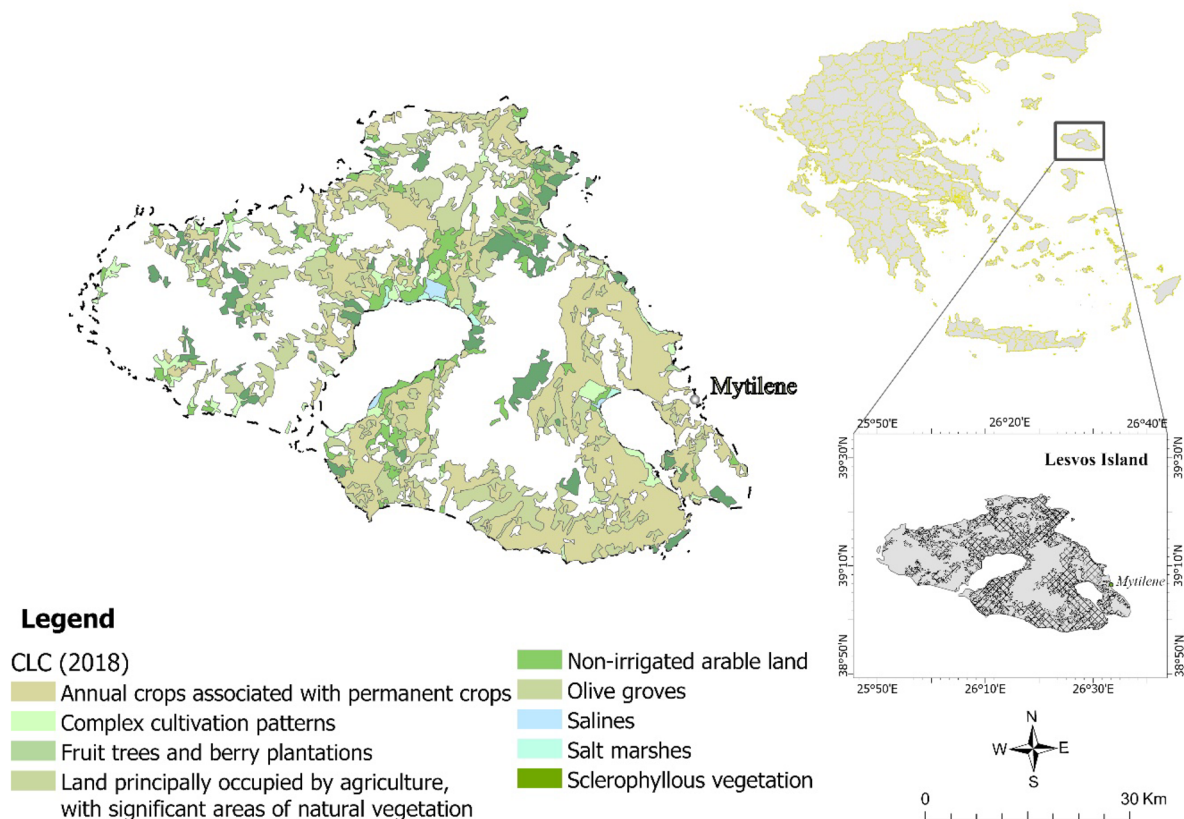 Mytilene
25°50'E
26°20'E
26°40'E
39°30'N
39°30'N
Lesvos Island
39°10'N
39°10'N
Mytilene
38°50'N
38°50'N
25°50'E
26°10'E
26°30'E
Legend
CLC (2018)
Annual crops associated with permanent crops
Complex cultivation patterns
Fruit trees and berry plantations
Land principally occupied by agriculture,
with significant areas of natural vegetation
Non-irrigated arable land
Olive groves
Salines
Salt marshes
Sclerophyllous vegetation
N
W E
S
0 30 Km